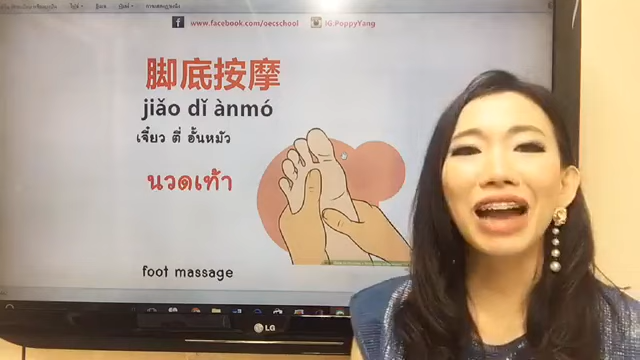 www.facebook.com/oecschool IG:PoppyYang
脚底按摩
jiǎo dǐ ànmó
เจี๋ยว ตี่ อั้นหมัว
นวดเท้า
foot massage
LG